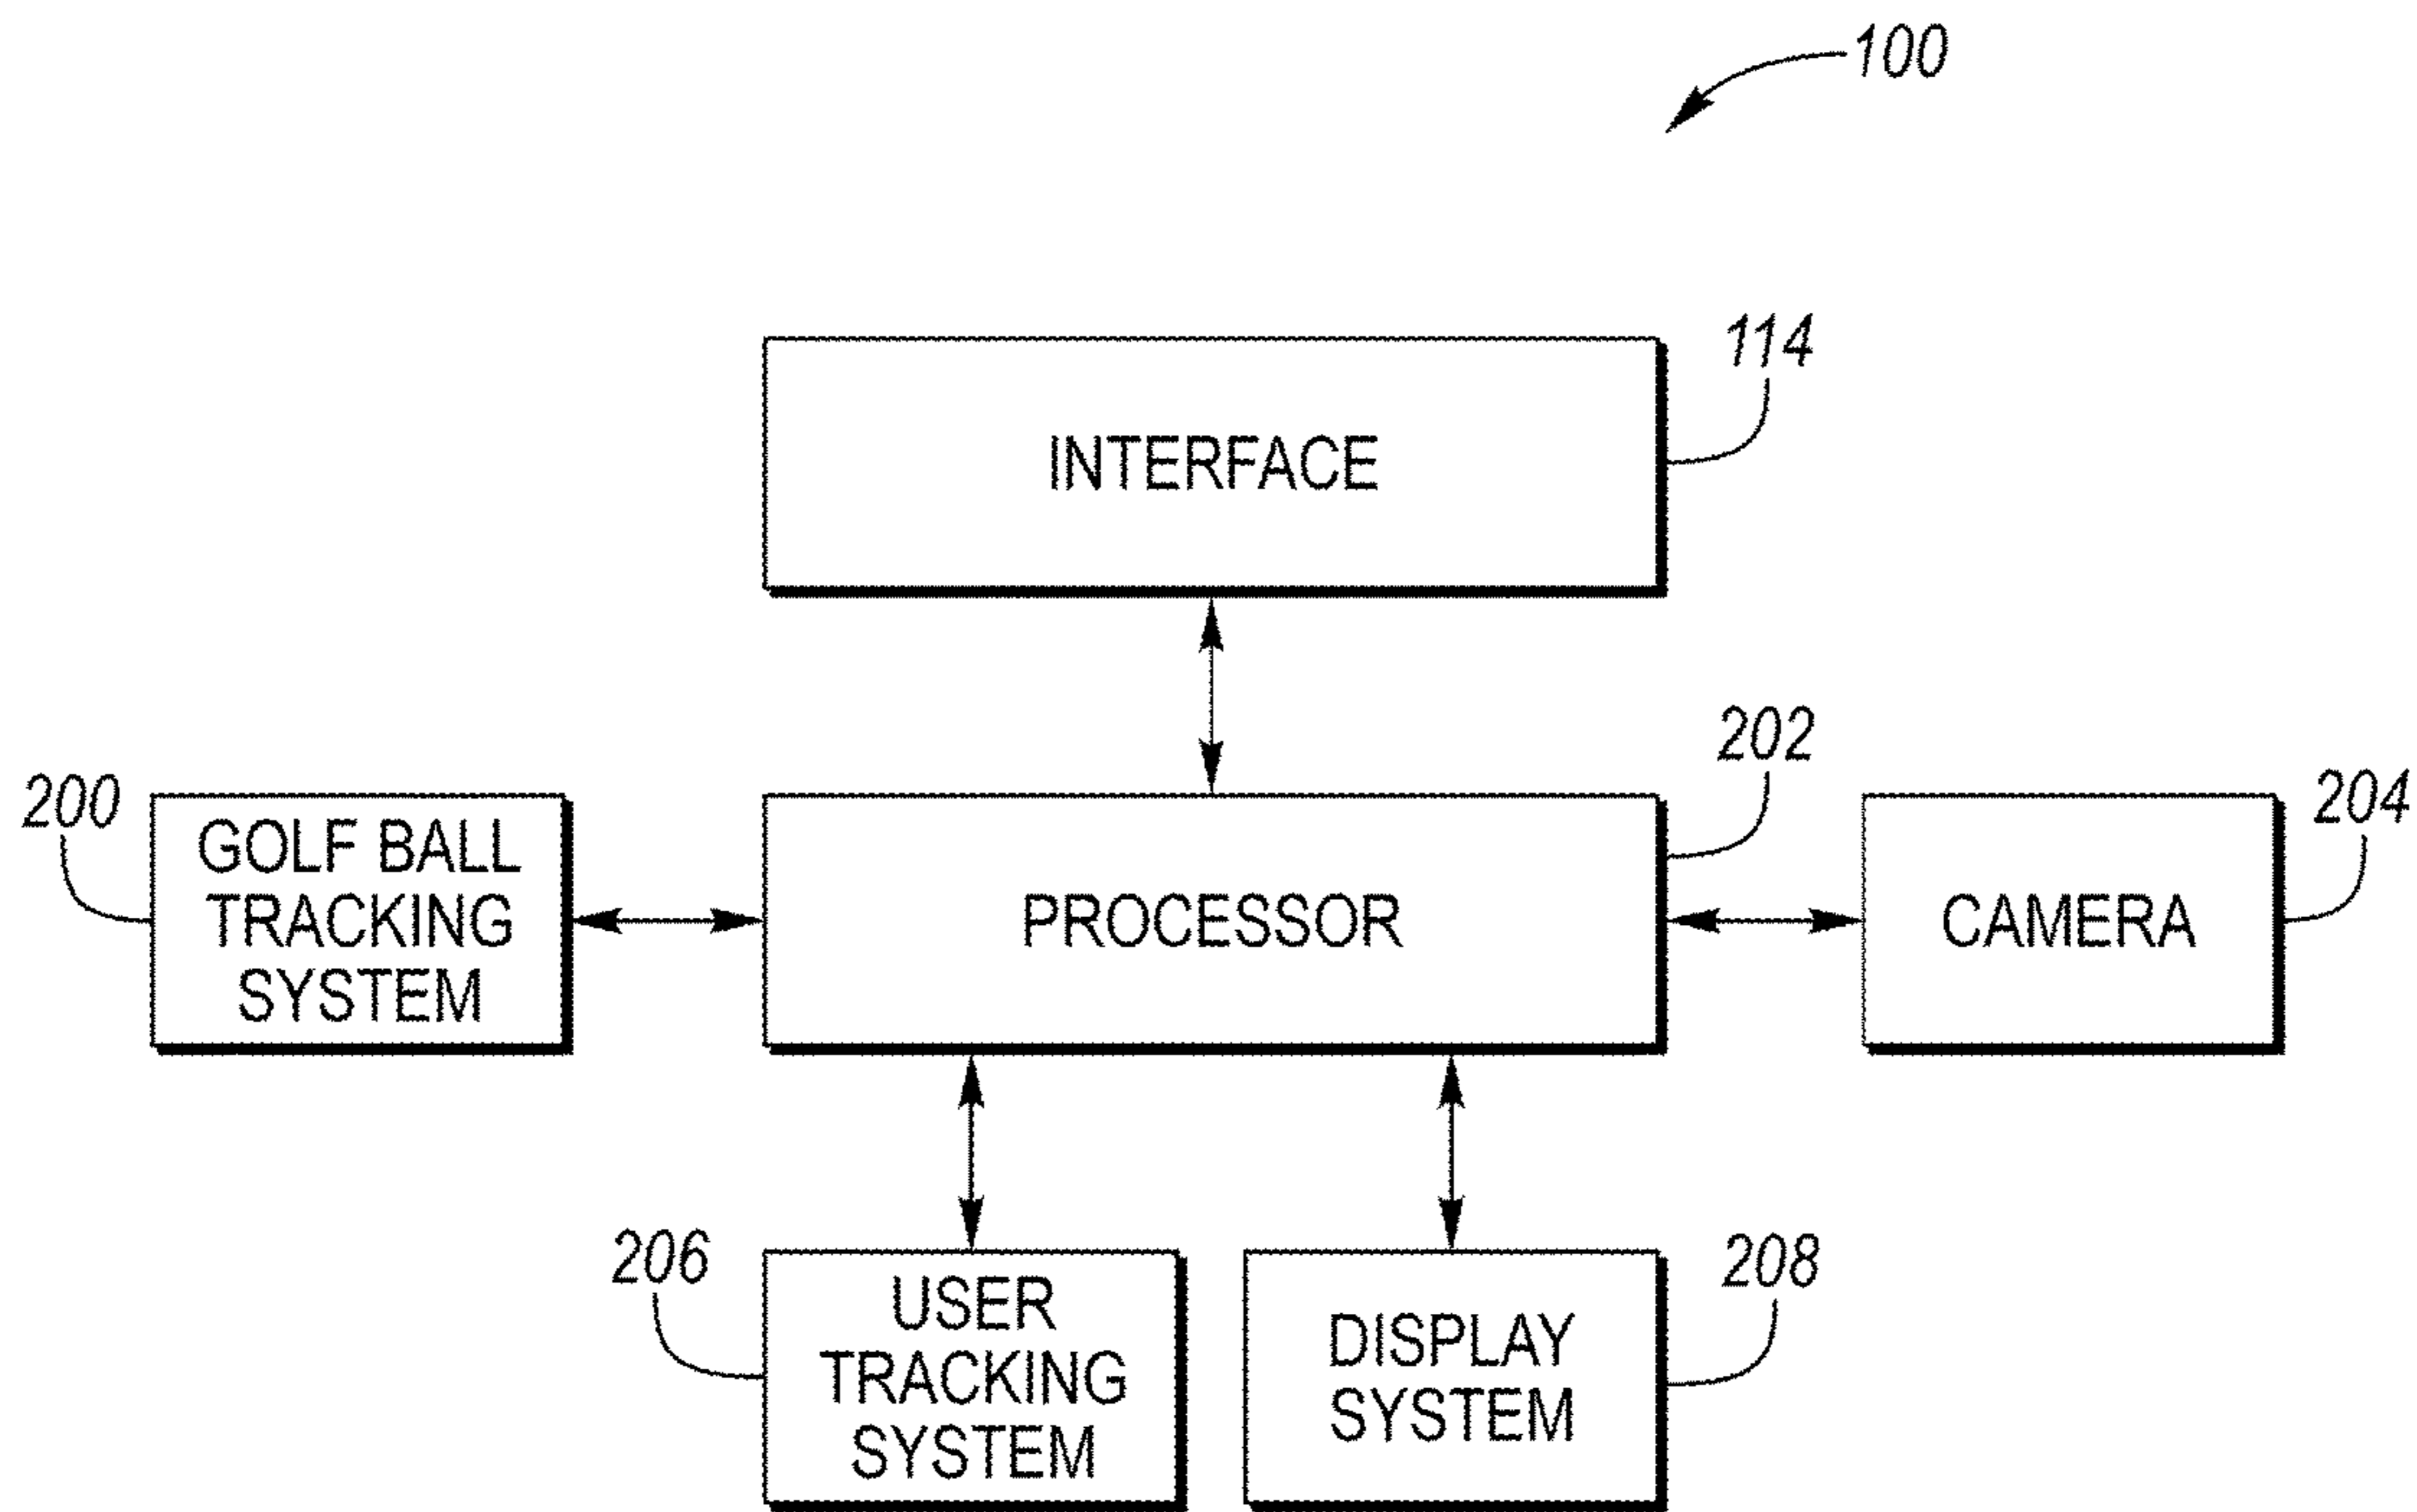 100
114
INTERFACE
202
200
204
GOLF BALL
TRACKING
SYSTEM
PROCESSOR
CAMERA
206
208
USER
TRACKING
SYSTEM
DISPLAY
SYSTEM